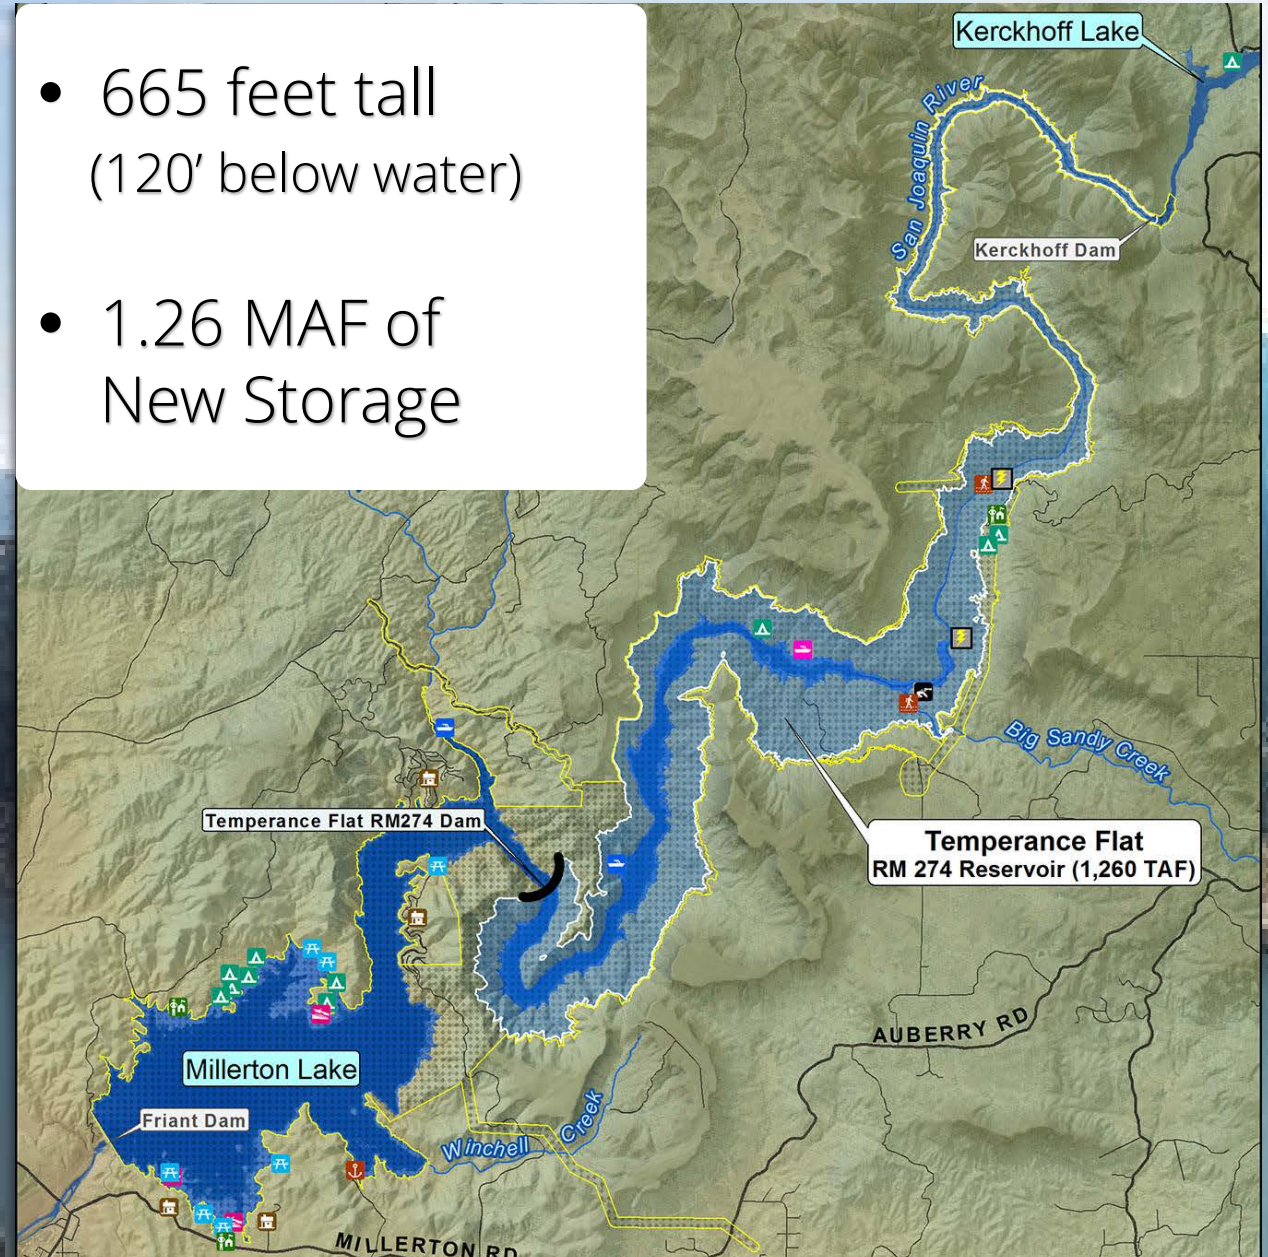 • 665 feet tall
(120’ below water)
• 1.26 MAF of
New Storage
Kerckhoff Lake
San Joaquin River
Kerckhoff Dam
Big Sandy Creek
Temperance Flat RM274 Dam
Temperance Flat
RM 274 Reservoir (1,260 TAF)
AUBERRY RD
Millerton Lake
Friant Dam
Winchell Creek
MILLERTON RD